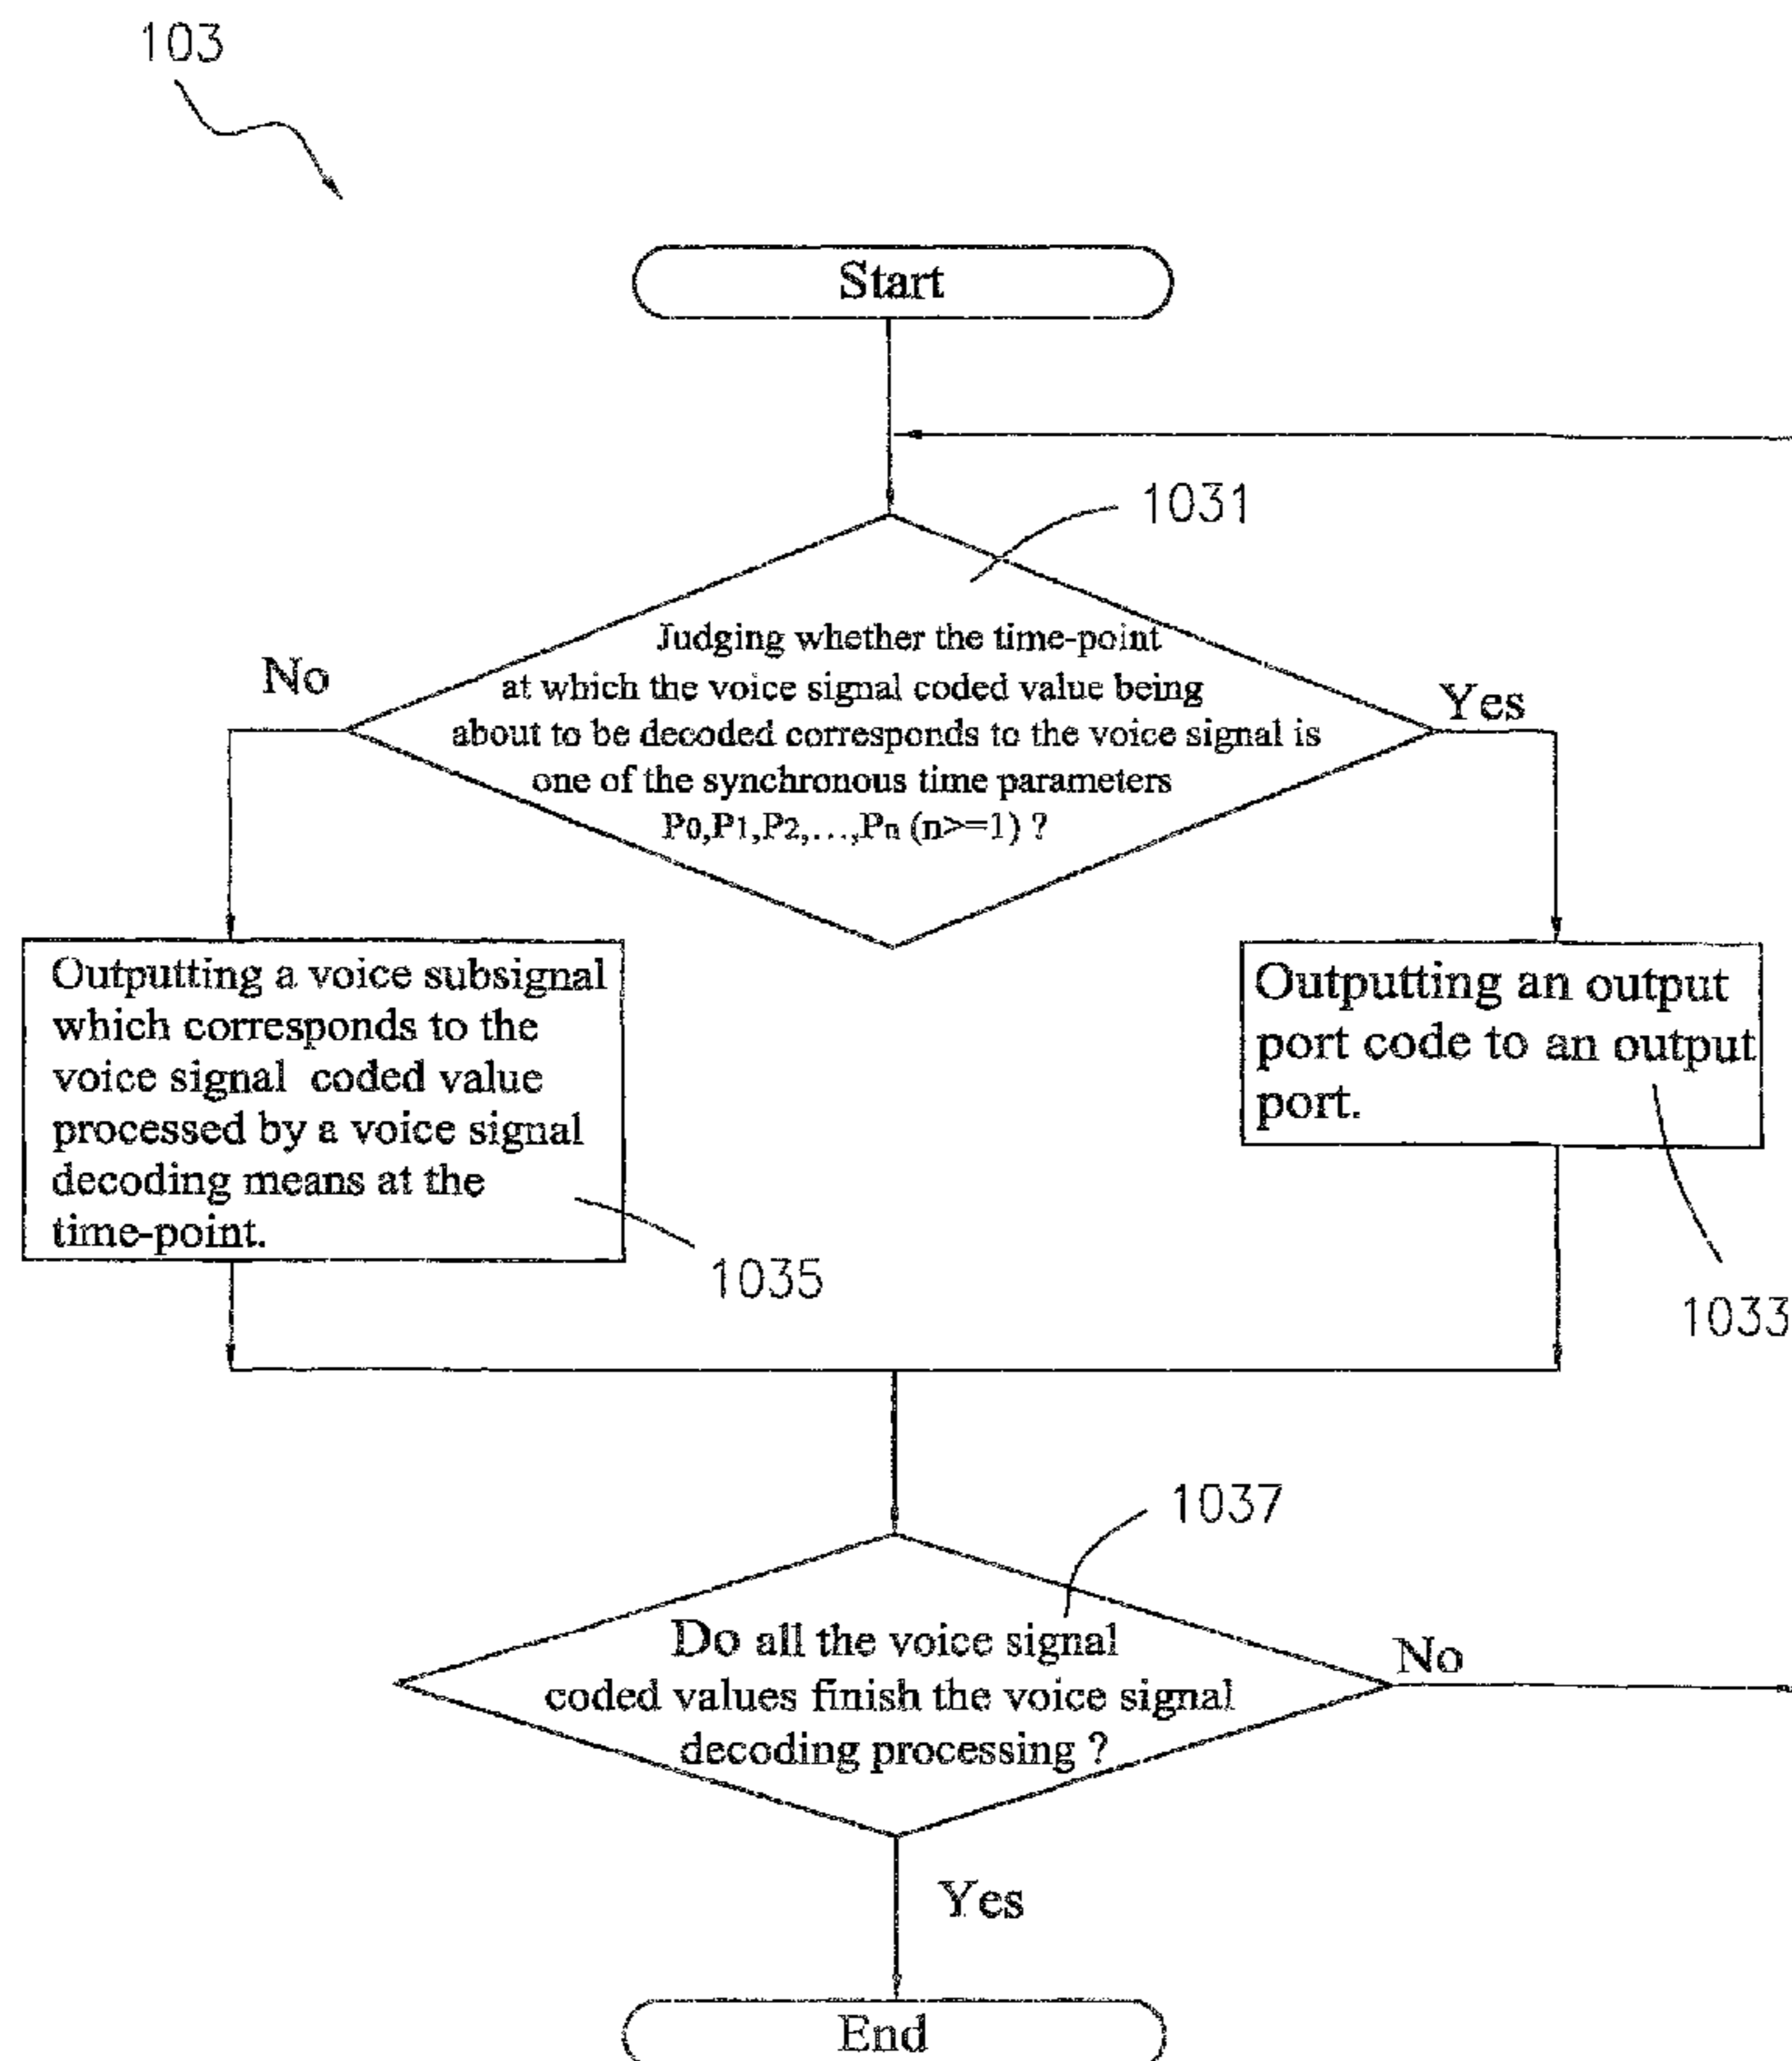 103
Start
1031
Judging whether the time-point
at which the voice signal coded value being
about to be decoded corresponds to the voice signal is
one of the synchronous time parameters
P0,P1,P2,...,Pn (n>=1) ?
No
Yes
Outputting a voice subsignal
which corresponds to the
voice signal coded value
processed by a voice signal
decoding means at the
time-point.
1035
Outputting an output
port code to an output
port.
1033
1037
Do all the voice signal
coded values finish the voice signal
decoding processing ?
No
Yes
End